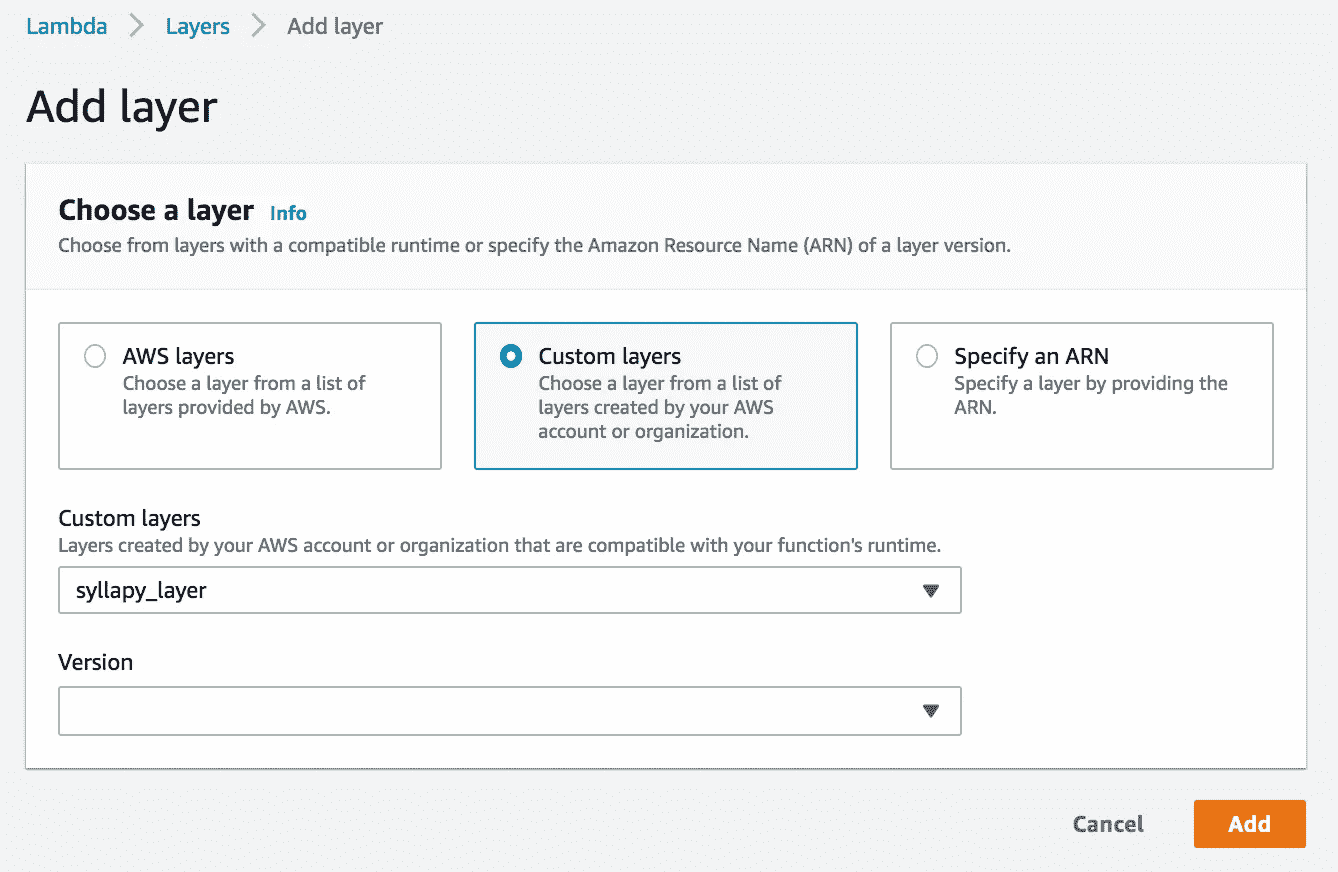 Lambda Layers Add layer
Add layer
Choose a layer Info
Choose from layers with a compatible runtime or specify the Amazon Resource Name (ARN) of a layer version.
AWS layers
Choose a layer from a list of
layers provided by AWS.
Custom layers
Choose a layer from a list of
layers created by your AWS
account or organization.
Specify an ARN
Specify a layer by providing the
ARN.
Custom layers
Layers created by your AWS account or organization that are compatible with your function's runtime.
syllapy_layer
Version
Cancel Add